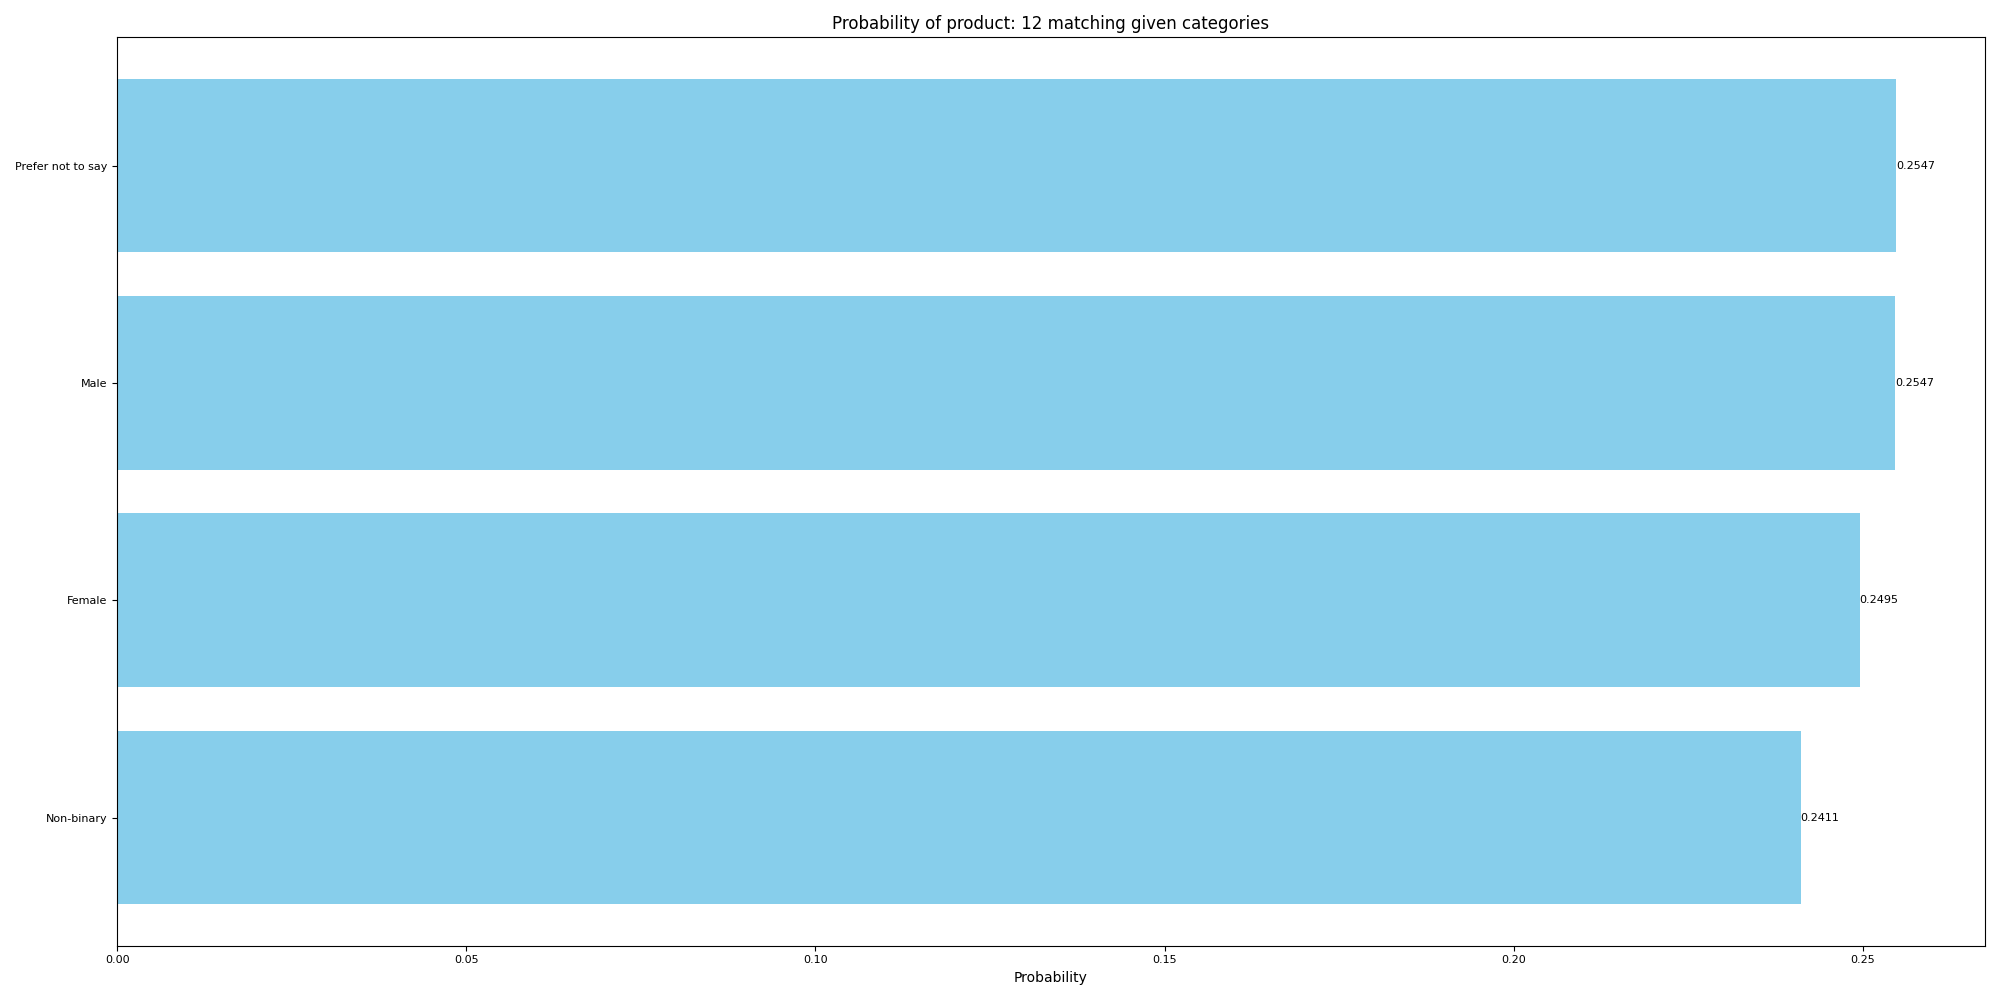 Probability of product: 12 matching given categories
Prefer not to say
0.2547
Male
0.2547
Female
0.2495
Non-binary
0.2411
0.00 0.05 0.10 0.15 0.20 0.25
Probability